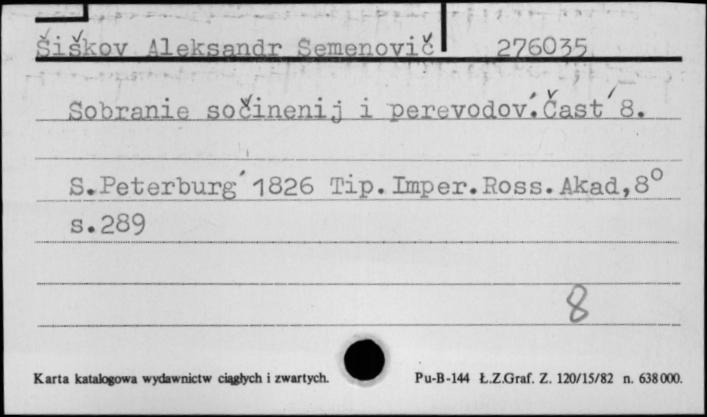 Šiškov Aleksandr Semenovič 276035
Sobranie sočinenij i perevodov. Čast' 8.
S.Peterburg' 1826 Tip. Imper. Ross. Akad, 8°
s. 289
8
Karta katalogowa wydawnictw ciągłych i zwartych. Pu-B-144 Ł.Z.Graf. Z. 120/15/82 n. 638 000.